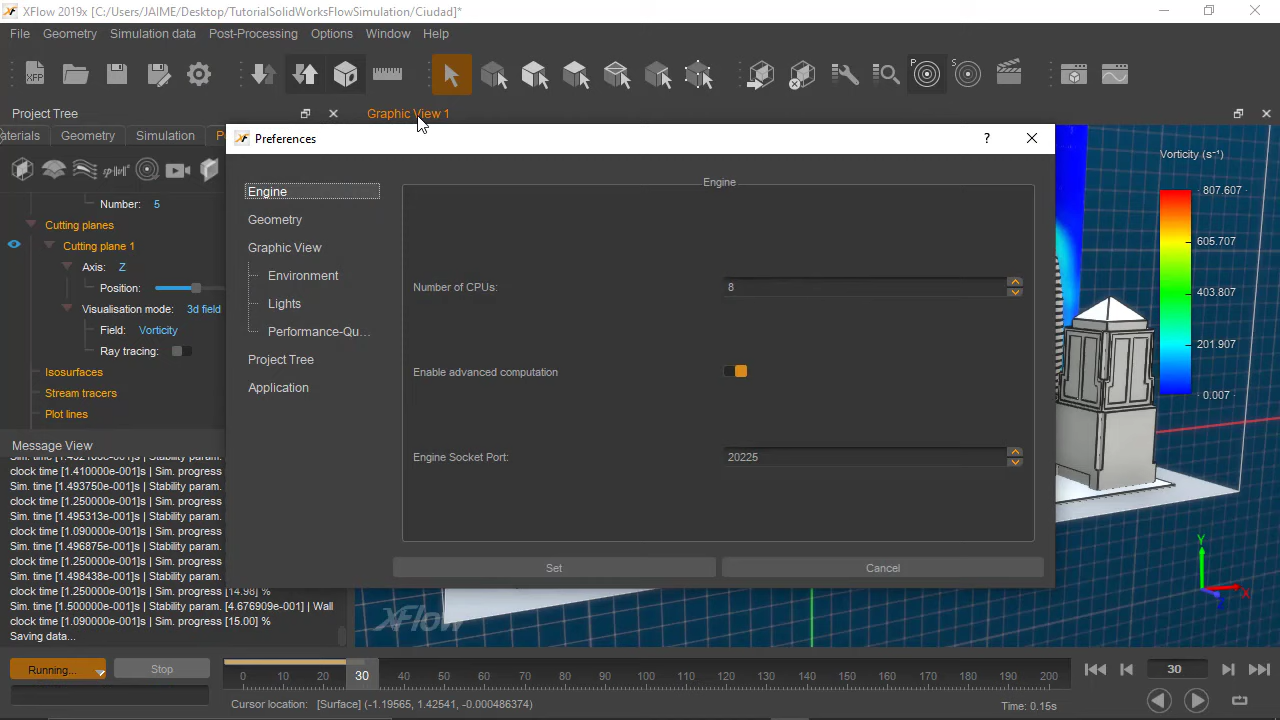 XFlow 2019x [C:/Users/JAIME/Desktop/TutorialSolidWorksFlowSimulation/Ciudad]*
File Geometry Simulation data Post-Processing Options Window Help
XFP
P S
Project Tree
Graphic View 1
aterials Geometry Simulation P
Number: 5
Cutting planes
Cutting plane 1
Axis: Z
Position:
Visualisation mode: 3d field
Field: Vorticity
Ray tracing:
Isosurfaces
Stream tracers
Plot lines
Preferences
?
Engine
Geometry
Graphic View
Environment
Lights
Performance-Qu...
Project Tree
Application
Engine
Number of CPUs: 8
Enable advanced computation
Engine Socket Port: 20225
Set Cancel
Vorticity (s⁻¹)
807.607
605.707
403.808
201.907
0.007
Y
X
Z
XFlow
Message View
clock time [1.410000e-001]s | Sim. progress
Sim. time [1.493750e-001]s | Stability param.
clock time [1.250000e-001]s | Sim. progress
Sim. time [1.495313e-001]s | Stability param.
clock time [1.090000e-001]s | Sim. progress
Sim. time [1.496875e-001]s | Stability param.
clock time [1.250000e-001]s | Sim. progress
Sim. time [1.498438e-001]s | Stability param.
clock time [1.250000e-001]s | Sim. progress [14.98] %
Sim. time [1.500000e-001]s | Stability param. [4.676909e-001] | Wall
clock time [1.090000e-001]s | Sim. progress [15.00] %
Saving data...
Running... Stop
0 10 20 30 40 50 60 70 80 90 100 110 120 130 140 150 160 170 180 190 200
30
Cursor location: [Surface] (-1.19565, 1.42541, -0.000486374)
Time: 0.15s